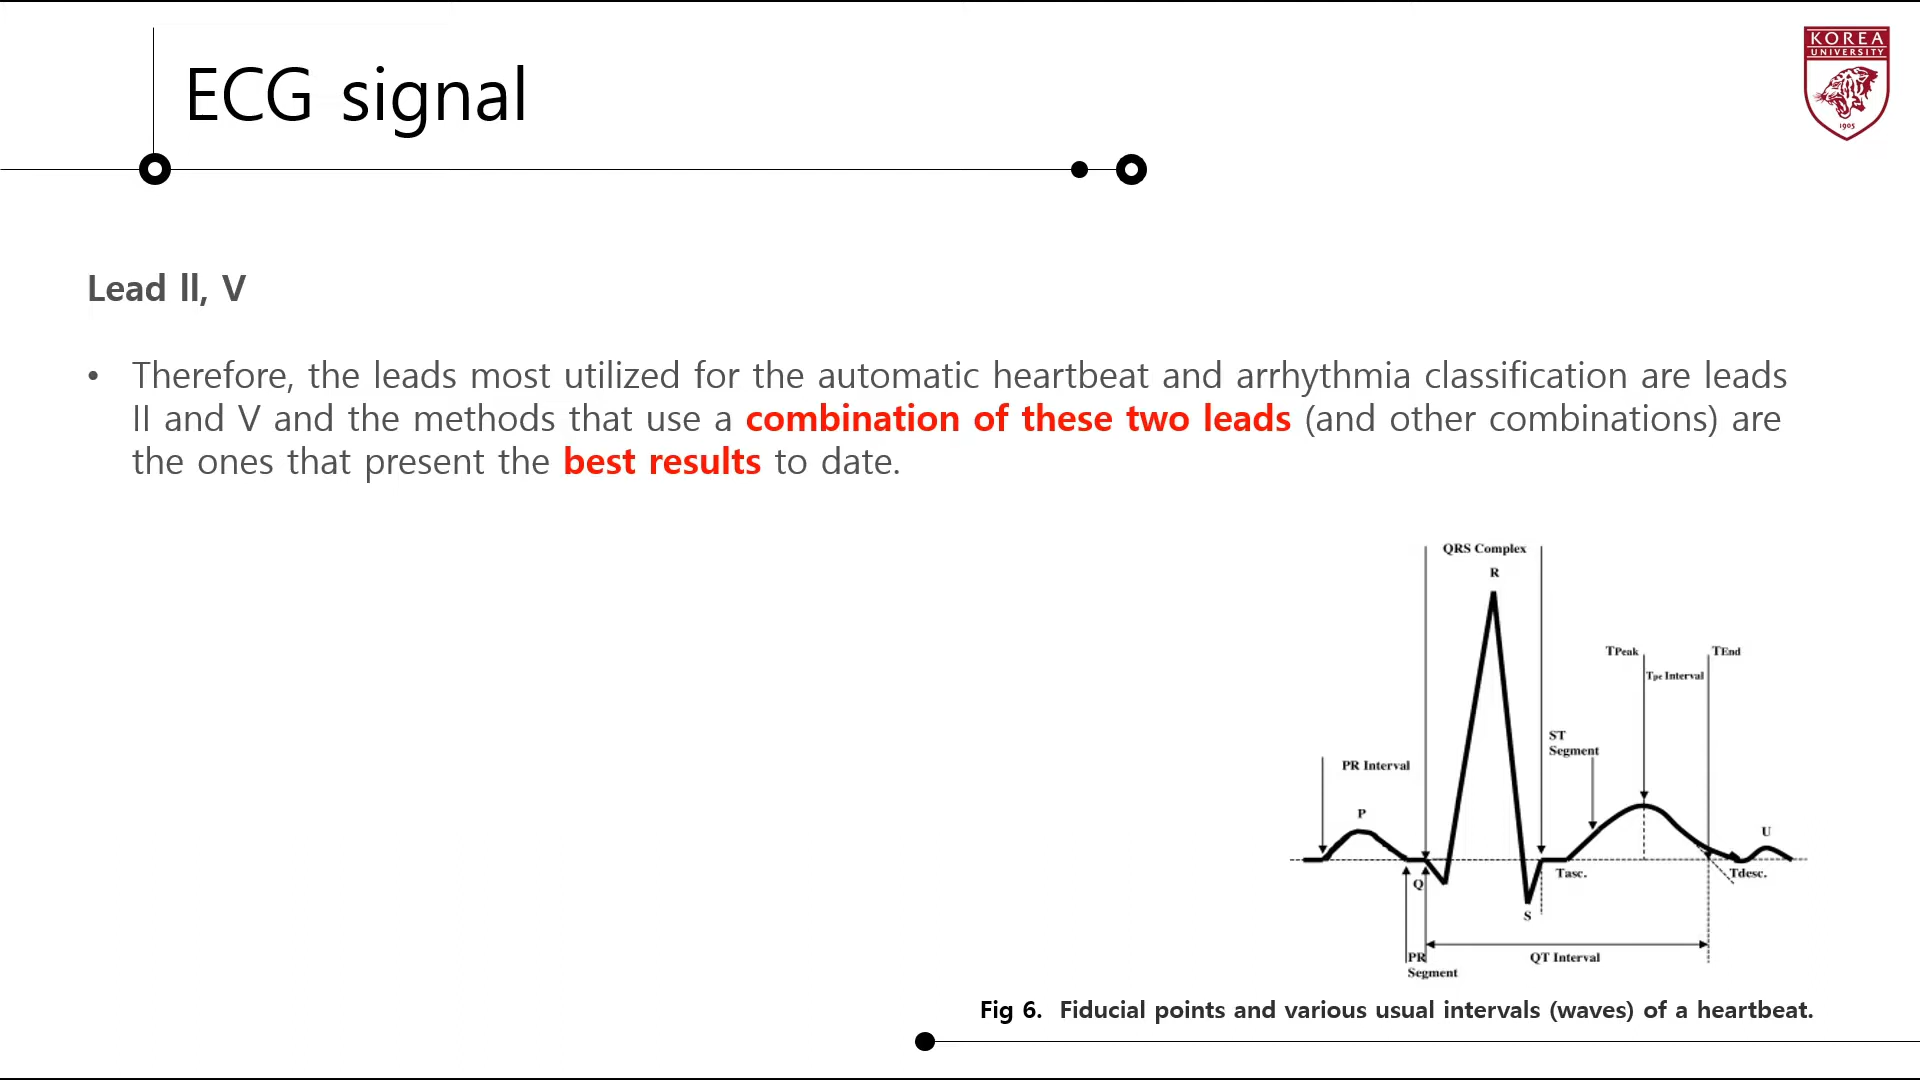 ECG signal
KOREA
UNIVERSITY
1905
Lead ll, V
• Therefore, the leads most utilized for the automatic heartbeat and arrhythmia classification are leads
II and V and the methods that use a combination of these two leads (and other combinations) are
the ones that present the best results to date.
QRS Complex
R
TPeak
TEnd
Tpe Interval
ST
Segment
PR Interval
P
U
Q
Tasc.
Tdesc.
S
PR
Segment
QT Interval
Fig 6. Fiducial points and various usual intervals (waves) of a heartbeat.